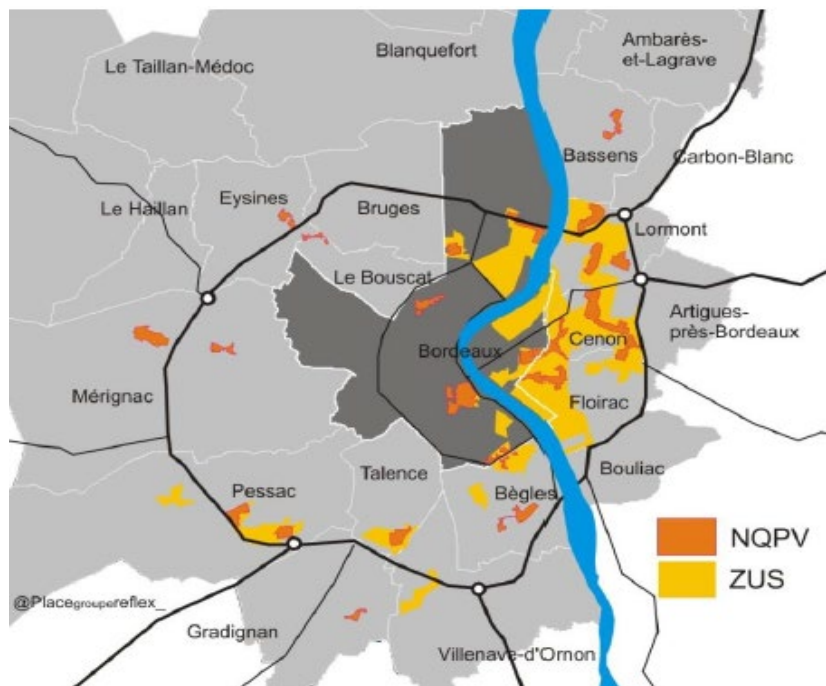 Blanquefort
Ambarès-
et-Lagrave
Le Taillan-Médoc
Bassens
Carbon-Blanc
Eysines
Le Haillan
Bruges
Lormont
Le Bouscat
Artigues-
près-Bordeaux
Bordeaux
Cenon
Mérignac
Floirac
Talence
Bouliac
Pessac
Bègles
NQPV
ZUS
@Placegroupereflex_
Gradignan
Villenave-d'Ornon